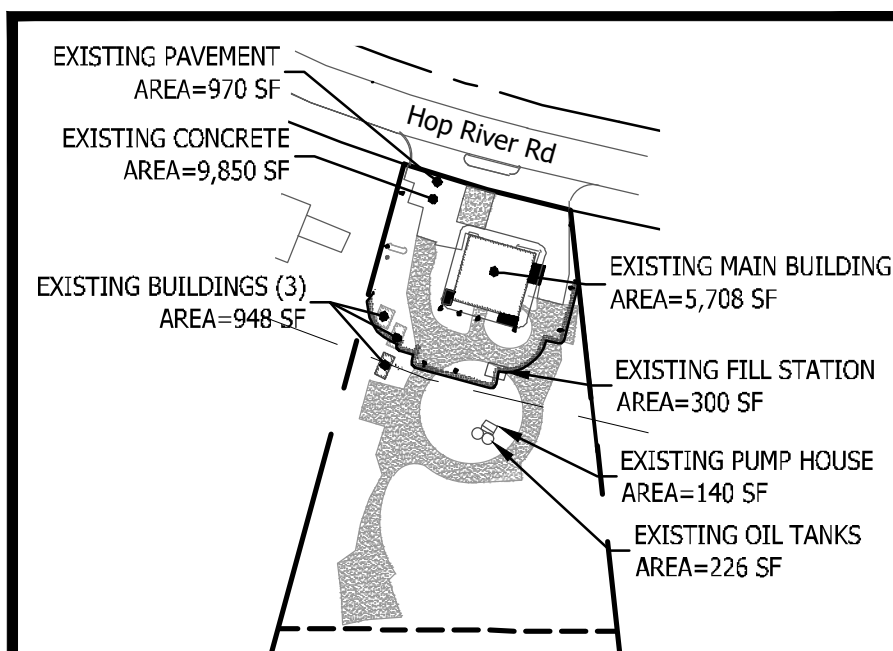 EXISTING PAVEMENT
AREA=970 SF
Hop River Rd
EXISTING CONCRETE
AREA=9,850 SF
EXISTING BUILDINGS (3)
AREA=948 SF
EXISTING MAIN BUILDING
AREA=5,708 SF
EXISTING FILL STATION
AREA=300 SF
EXISTING PUMP HOUSE
AREA=140 SF
EXISTING OIL TANKS
AREA=226 SF